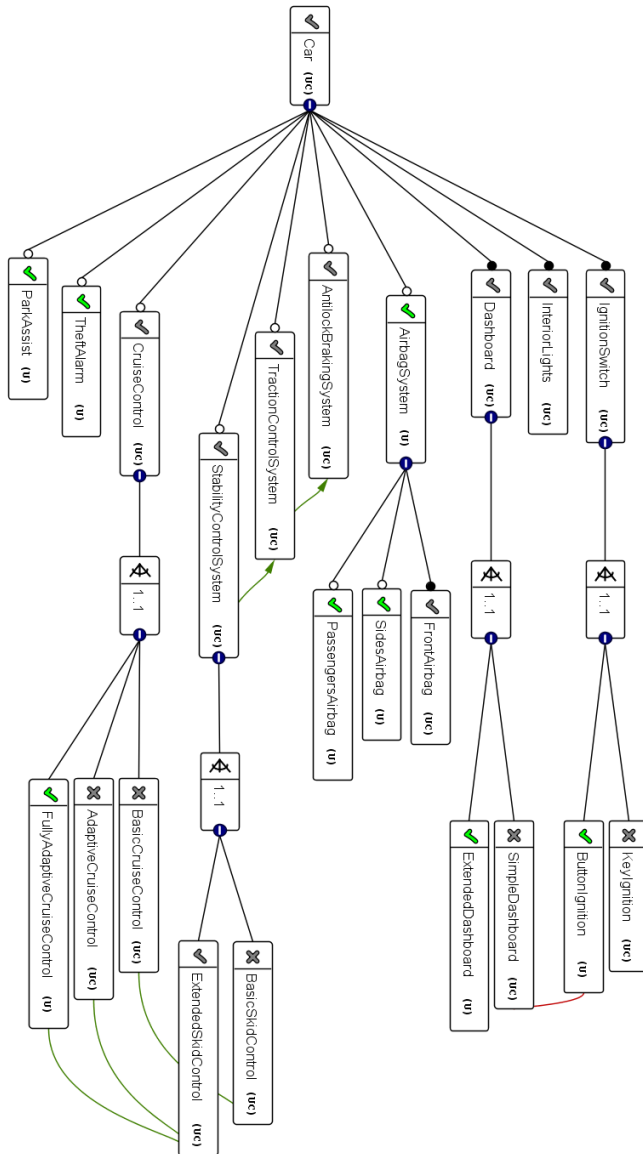 Car (UC)
IgnitionSwitch (UC)
InteriorLights (UC)
Dashboard (UC)
AirbagSystem (U)
AntilockBrakingSystem (UC)
TractionControlSystem (UC)
StabilityControlSystem (UC)
CruiseControl (UC)
TheftAlarm (U)
ParkAssist (U)
1..1
1..1
FrontAirbag (UC)
SidesAirbag (U)
PassengersAirbag (U)
1..1
1..1
KeyIgnition (UC)
ButtonIgnition (U)
SimpleDashboard (UC)
ExtendedDashboard (U)
BasicSkidControl (UC)
ExtendedSkidControl (UC)
BasicCruiseControl (UC)
AdaptiveCruiseControl (UC)
FullyAdaptiveCruiseControl (U)